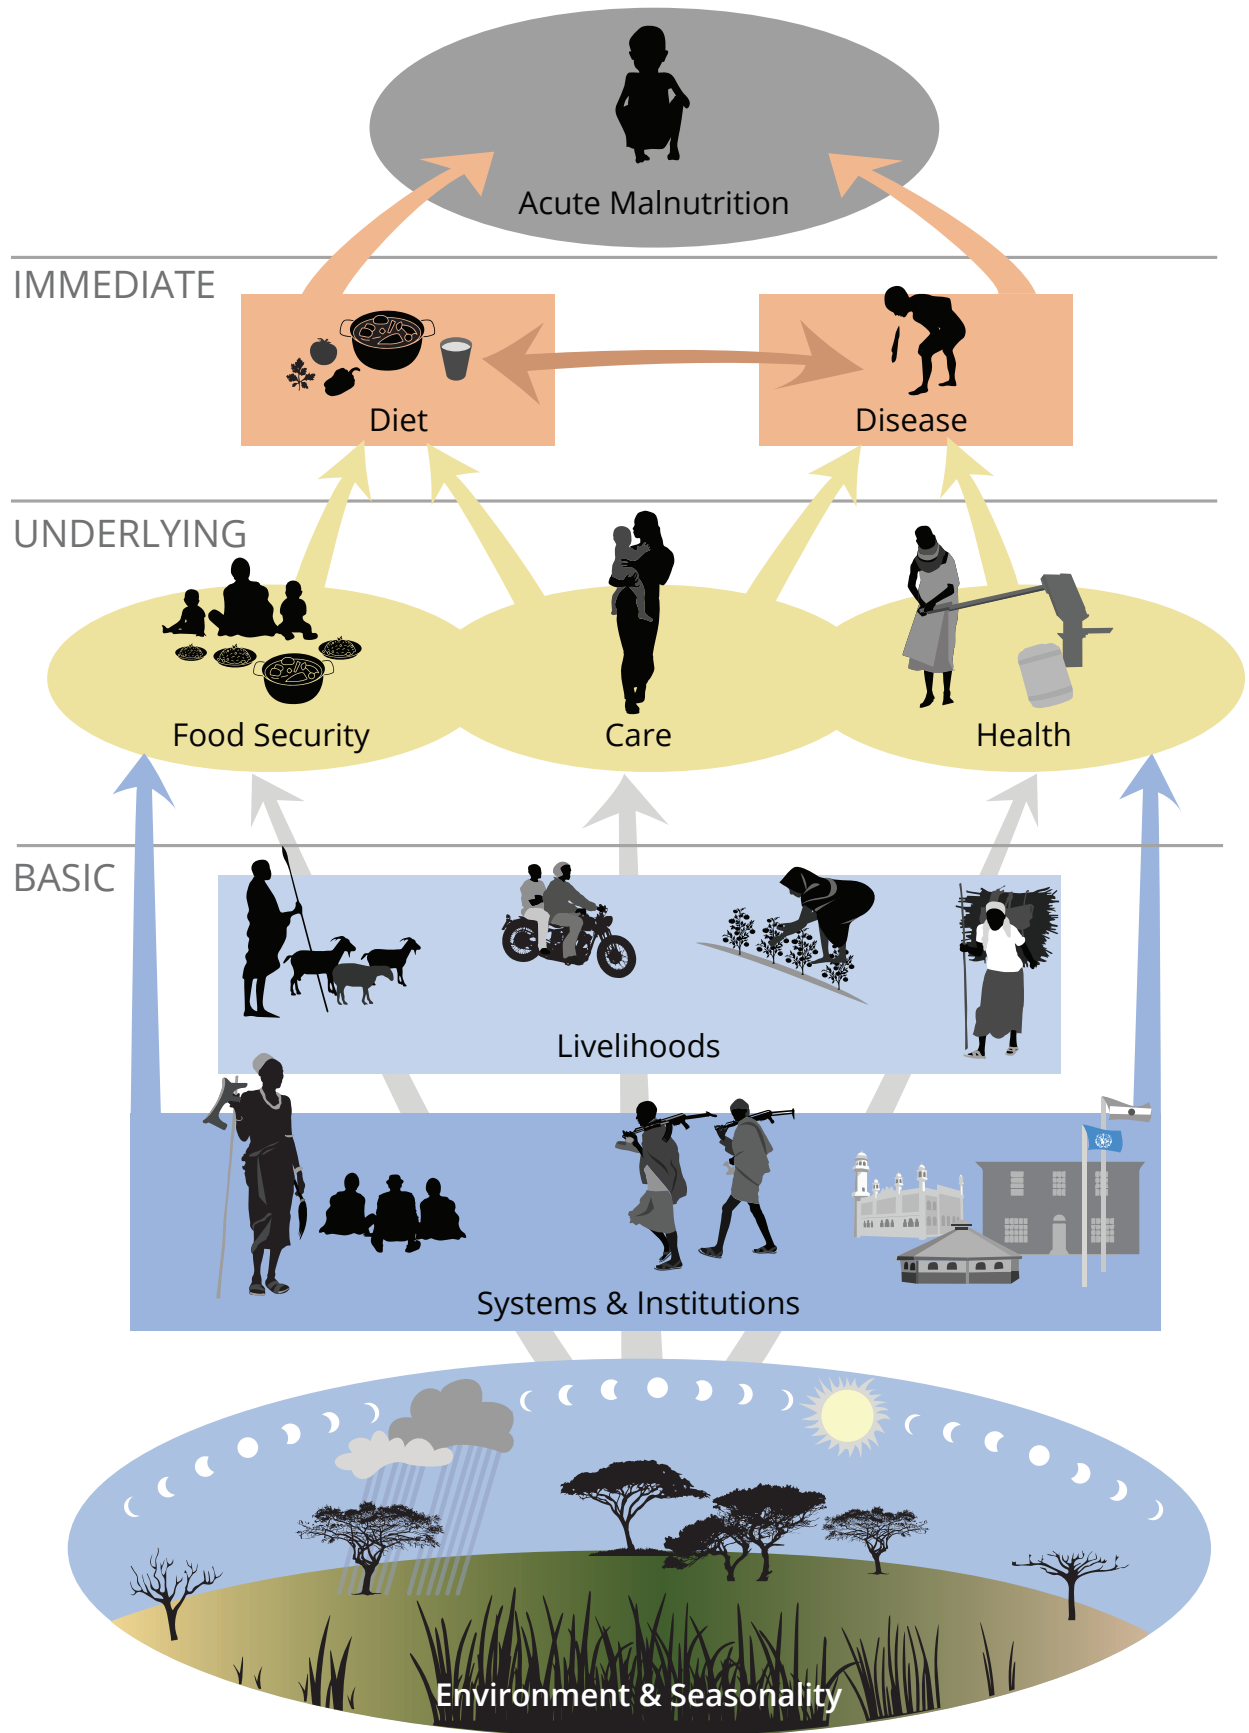 Acute Malnutrition
IMMEDIATE
Diet
Disease
UNDERLYING
Food Security
Care
Health
BASIC
Livelihoods
Systems & Institutions
Environment & Seasonality